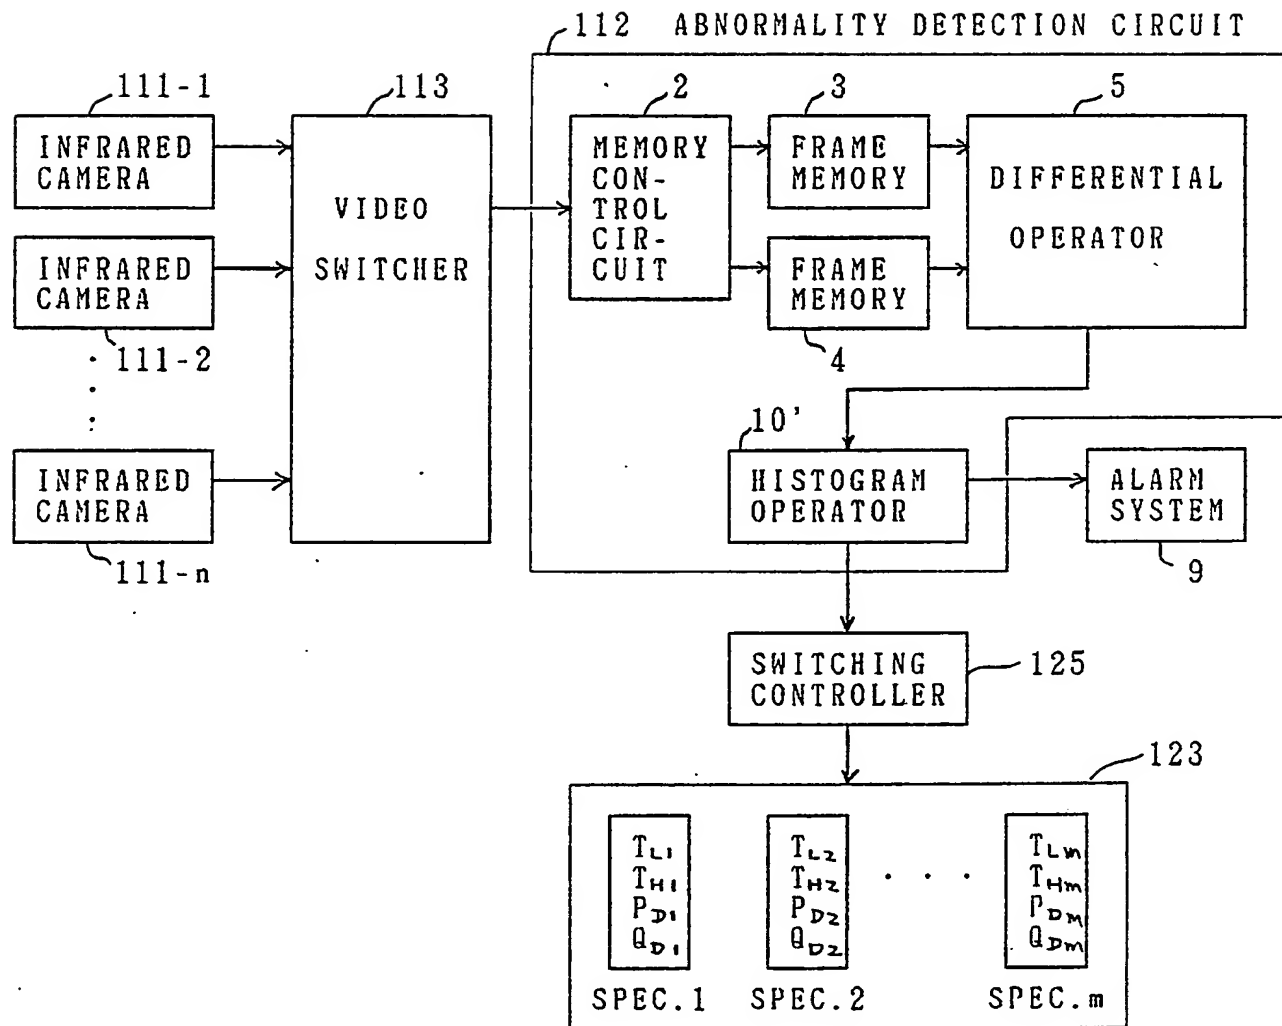 112 ABNORMALITY DETECTION CIRCUIT
111-1
113
2
3
5
INFRARED
CAMERA
VIDEO
SWITCHER
MEMORY
CON-
TROL
CIR-
CUIT
FRAME
MEMORY
DIFFERENTIAL
OPERATOR
INFRARED
CAMERA
FRAME
MEMORY
111-2
4
10'
INFRARED
CAMERA
HISTOGRAM
OPERATOR
ALARM
SYSTEM
111-n
9
SWITCHING
CONTROLLER
125
123
TL1
TH1
PD1
QD1
TL2
TH2
PD2
QD2
. . .
TLm
THm
PDm
QDm
SPEC.1 SPEC.2 SPEC.m